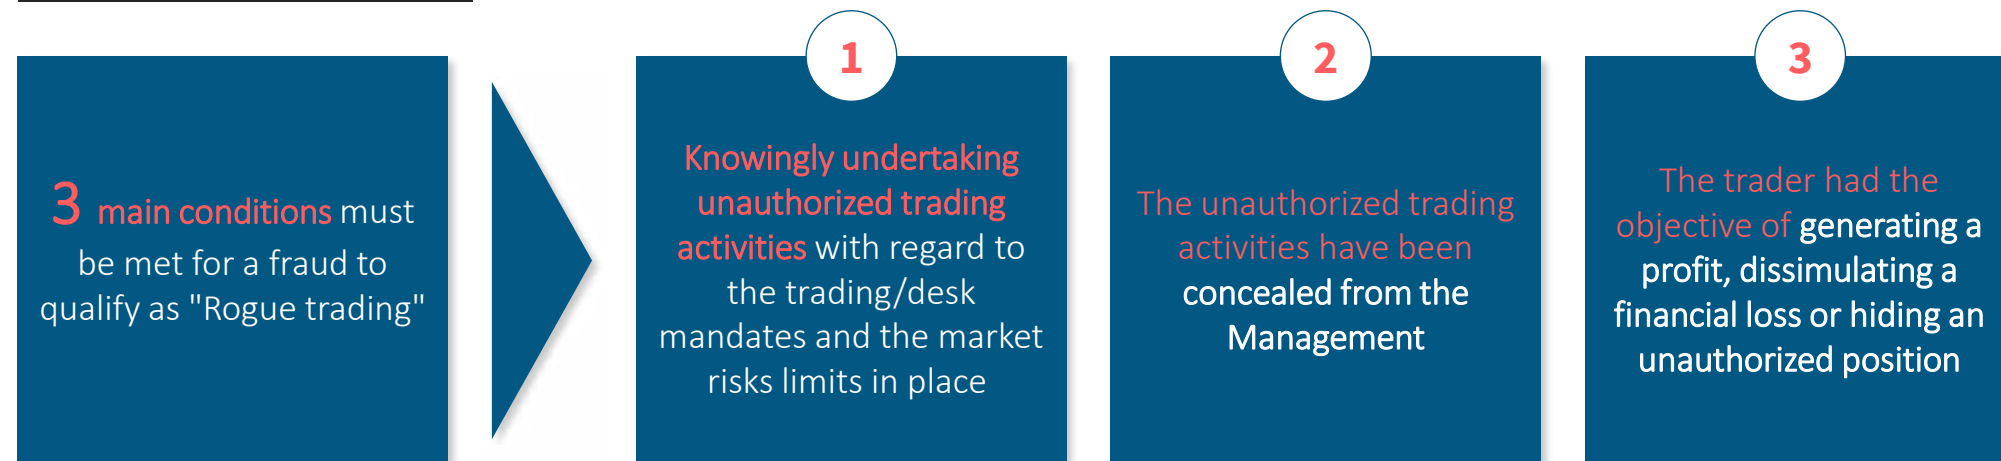 3 main conditions must
be met for a fraud to
qualify as "Rogue trading"
1
Knowingly undertaking
unauthorized trading
activities with regard to
the trading/desk
mandates and the market
risks limits in place
2
The unauthorized trading
activities have been
concealed from the
Management
3
The trader had the
objective of generating a
profit, dissimulating a
financial loss or hiding an
unauthorized position